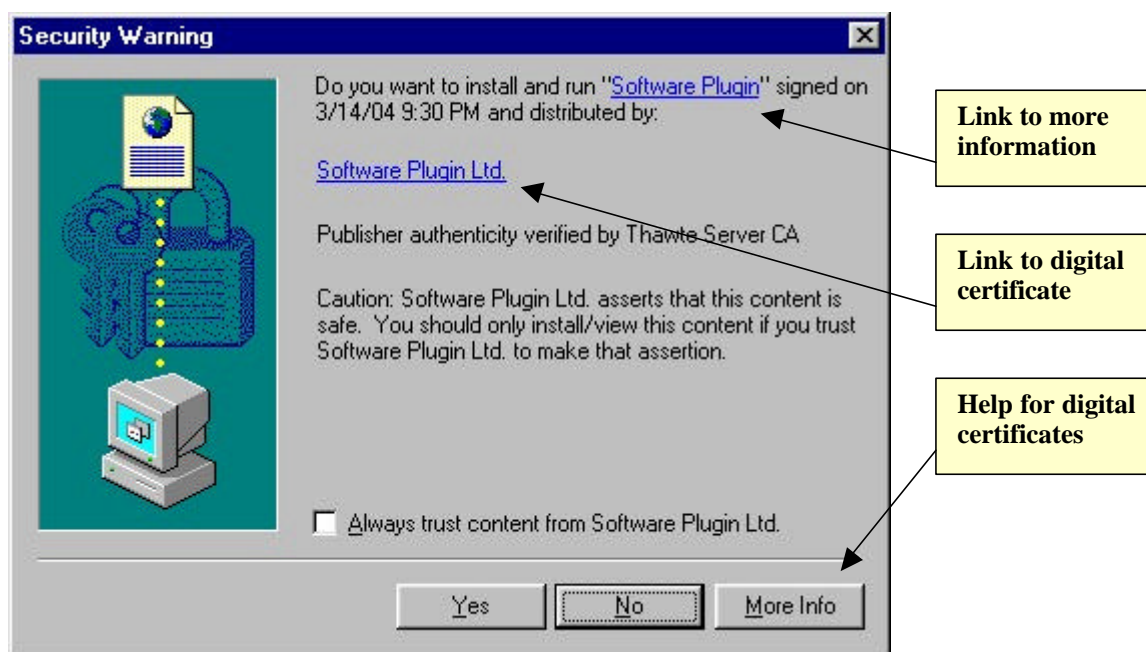 Security Warning
Do you want to install and run "Software Plugin" signed on
3/14/04 9:30 PM and distributed by:
Software Plugin Ltd.
Publisher authenticity verified by Thawte Server CA
Caution: Software Plugin Ltd. asserts that this content is
safe. You should only install/view this content if you trust
Software Plugin Ltd. to make that assertion.
Always trust content from Software Plugin Ltd.
Yes
No
More Info
Link to more
information
Link to digital
certificate
Help for digital
certificates